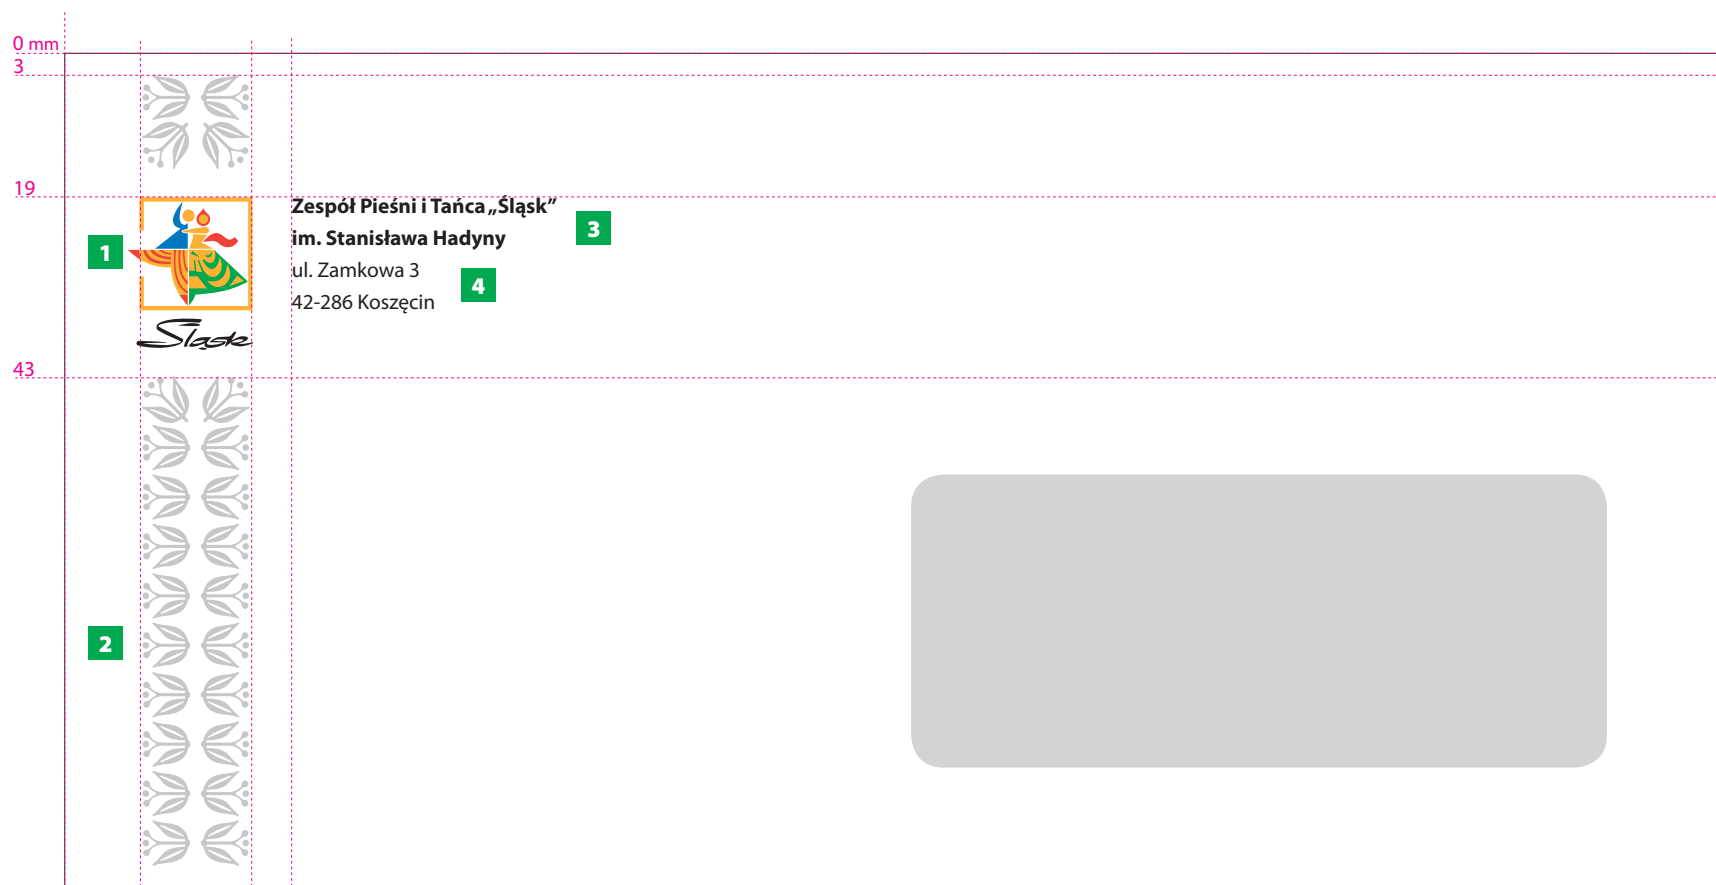 0 mm
3
19
Zespół Pieśni i Tańca „Śląsk”
3
im. Stanisława Hadyny
1
ul. Zamkowa 3
4
42-286 Koszęcin
Śląsk
43
2